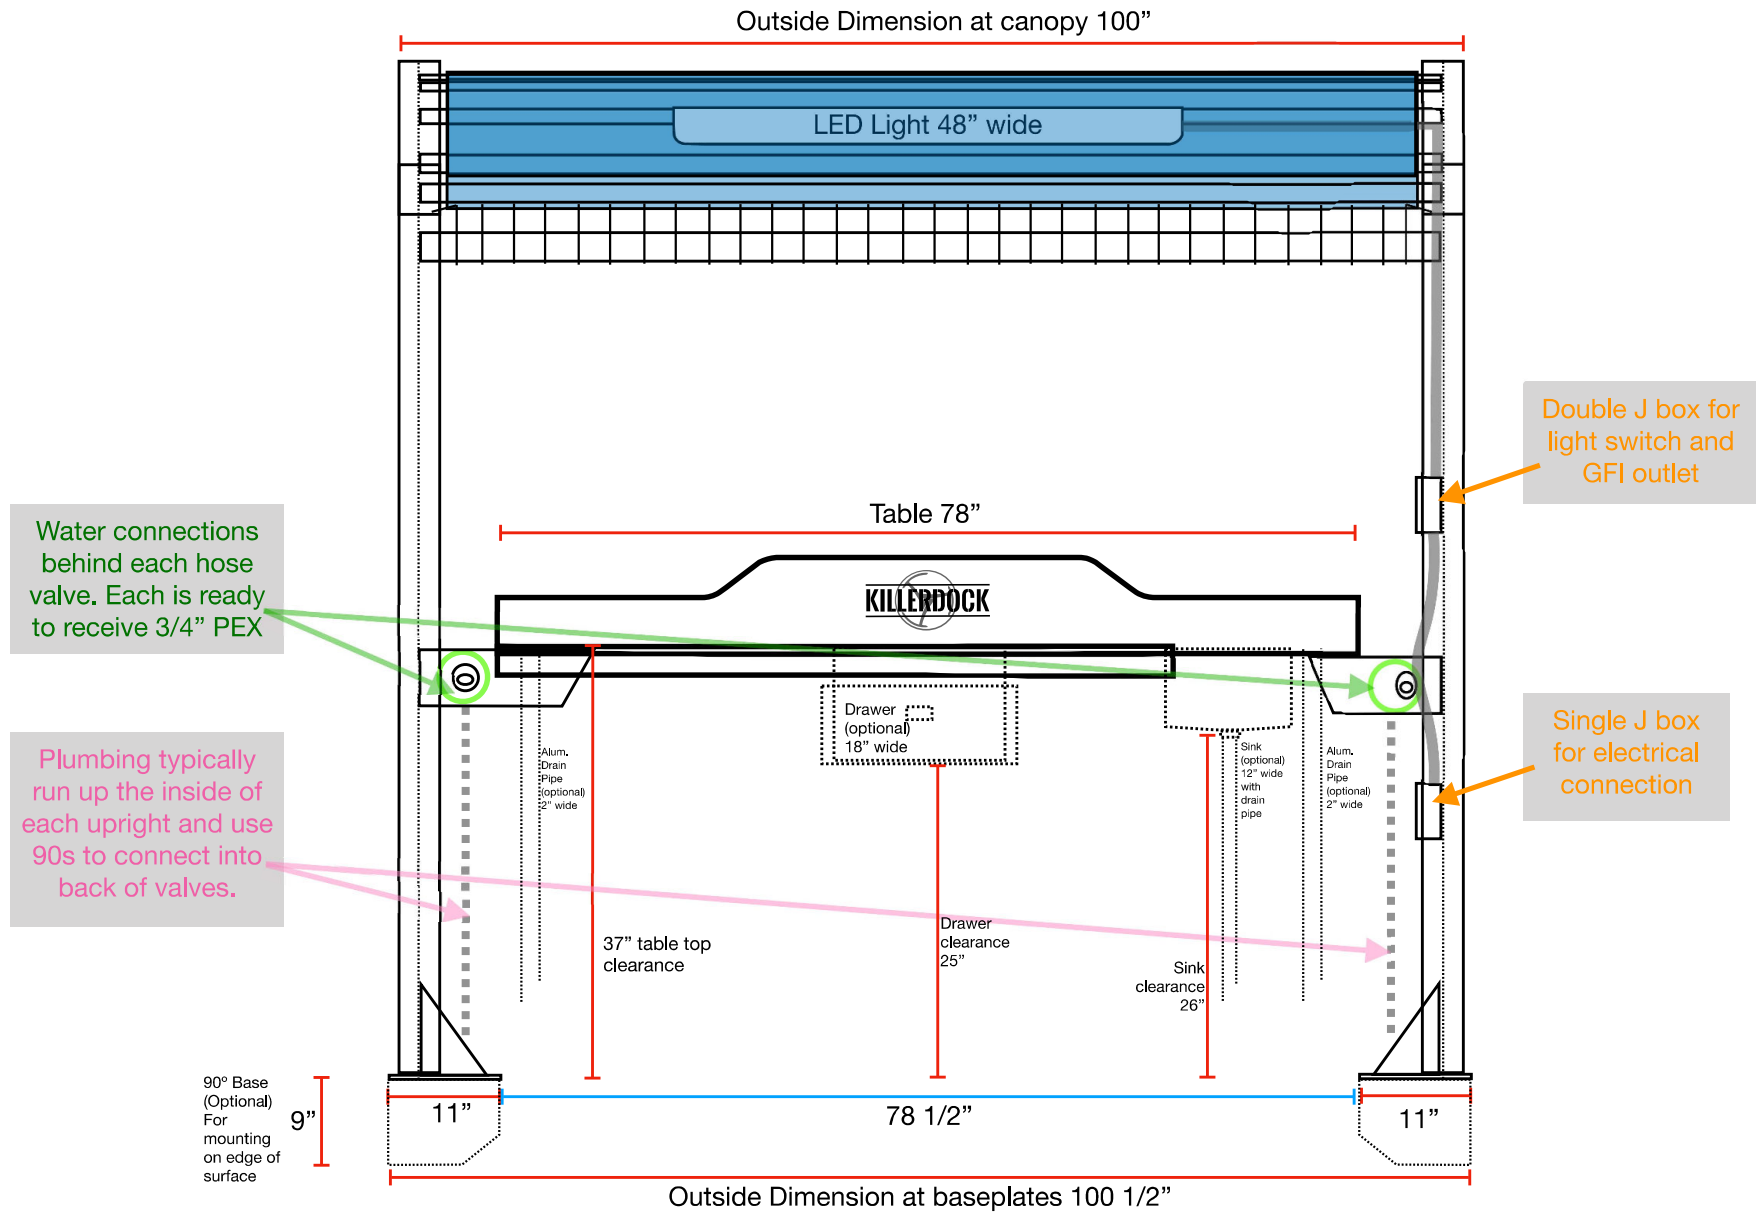 Outside Dimension at canopy 100”
LED Light 48” wide
Double J box for
light switch and
GFI outlet
Table 78”
Water connections
behind each hose
valve. Each is ready
to receive 3/4” PEX
KILLERDOCK
Drawer
(optional)
18” wide
Alum.
Drain
Pipe
(optional)
2” wide
Sink
(optional)
12” wide
with
drain
pipe
Alum.
Drain
Pipe
(optional)
2” wide
Single J box
for electrical
connection
Plumbing typically
run up the inside of
each upright and use
90s to connect into
back of valves.
37” table top
clearance
Drawer
clearance
25”
Sink
clearance
26”
90º Base
(Optional)
For
mounting
on edge of
surface
9”
11”
78 1/2”
11”
Outside Dimension at baseplates 100 1/2”